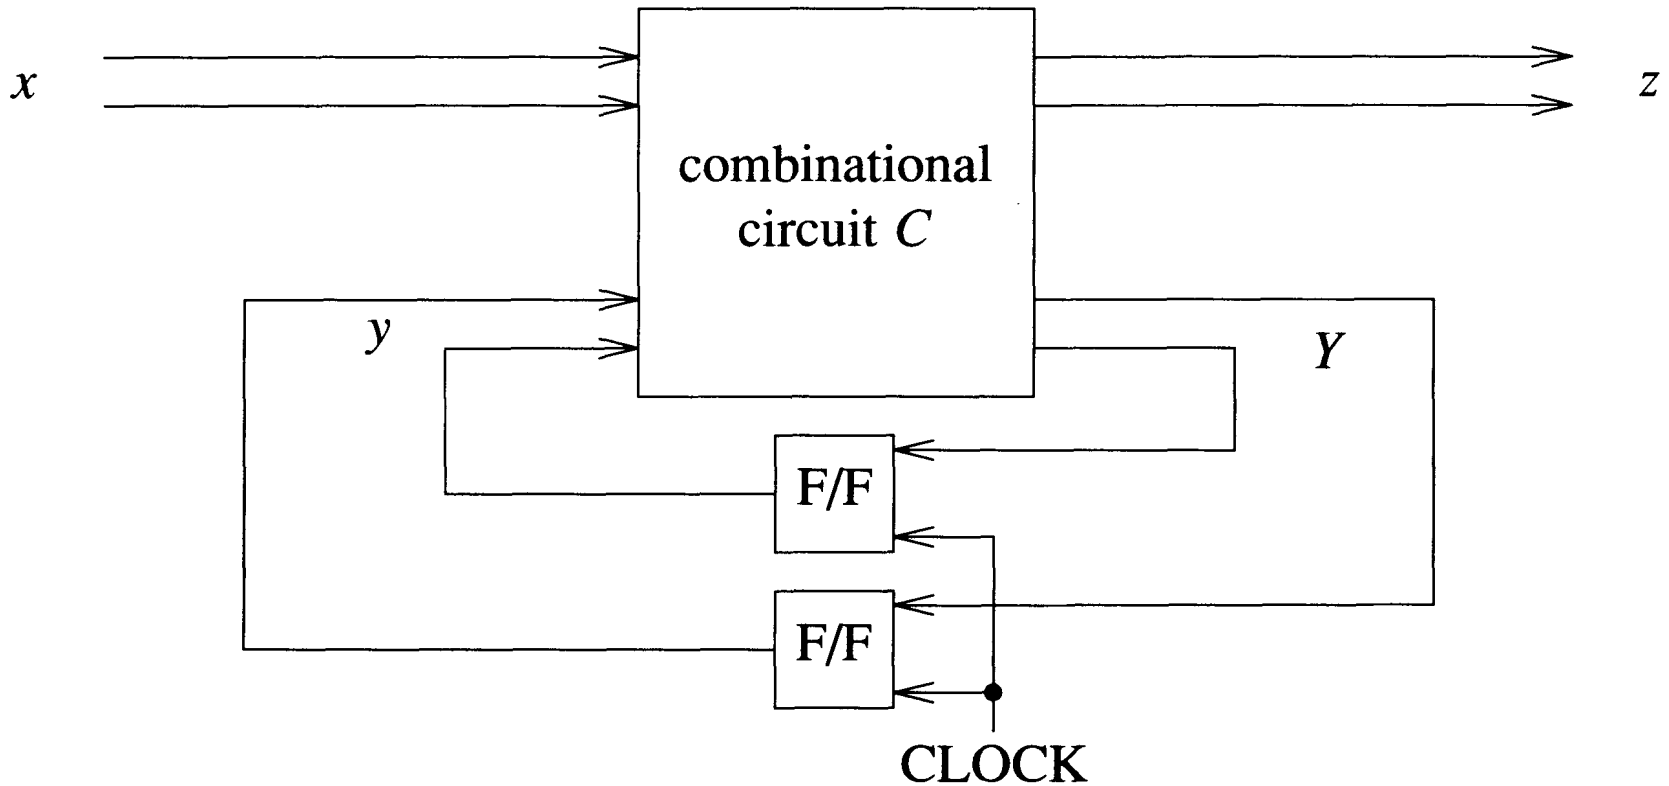 x
z
combinational
circuit C
y
Y
F/F
F/F
CLOCK